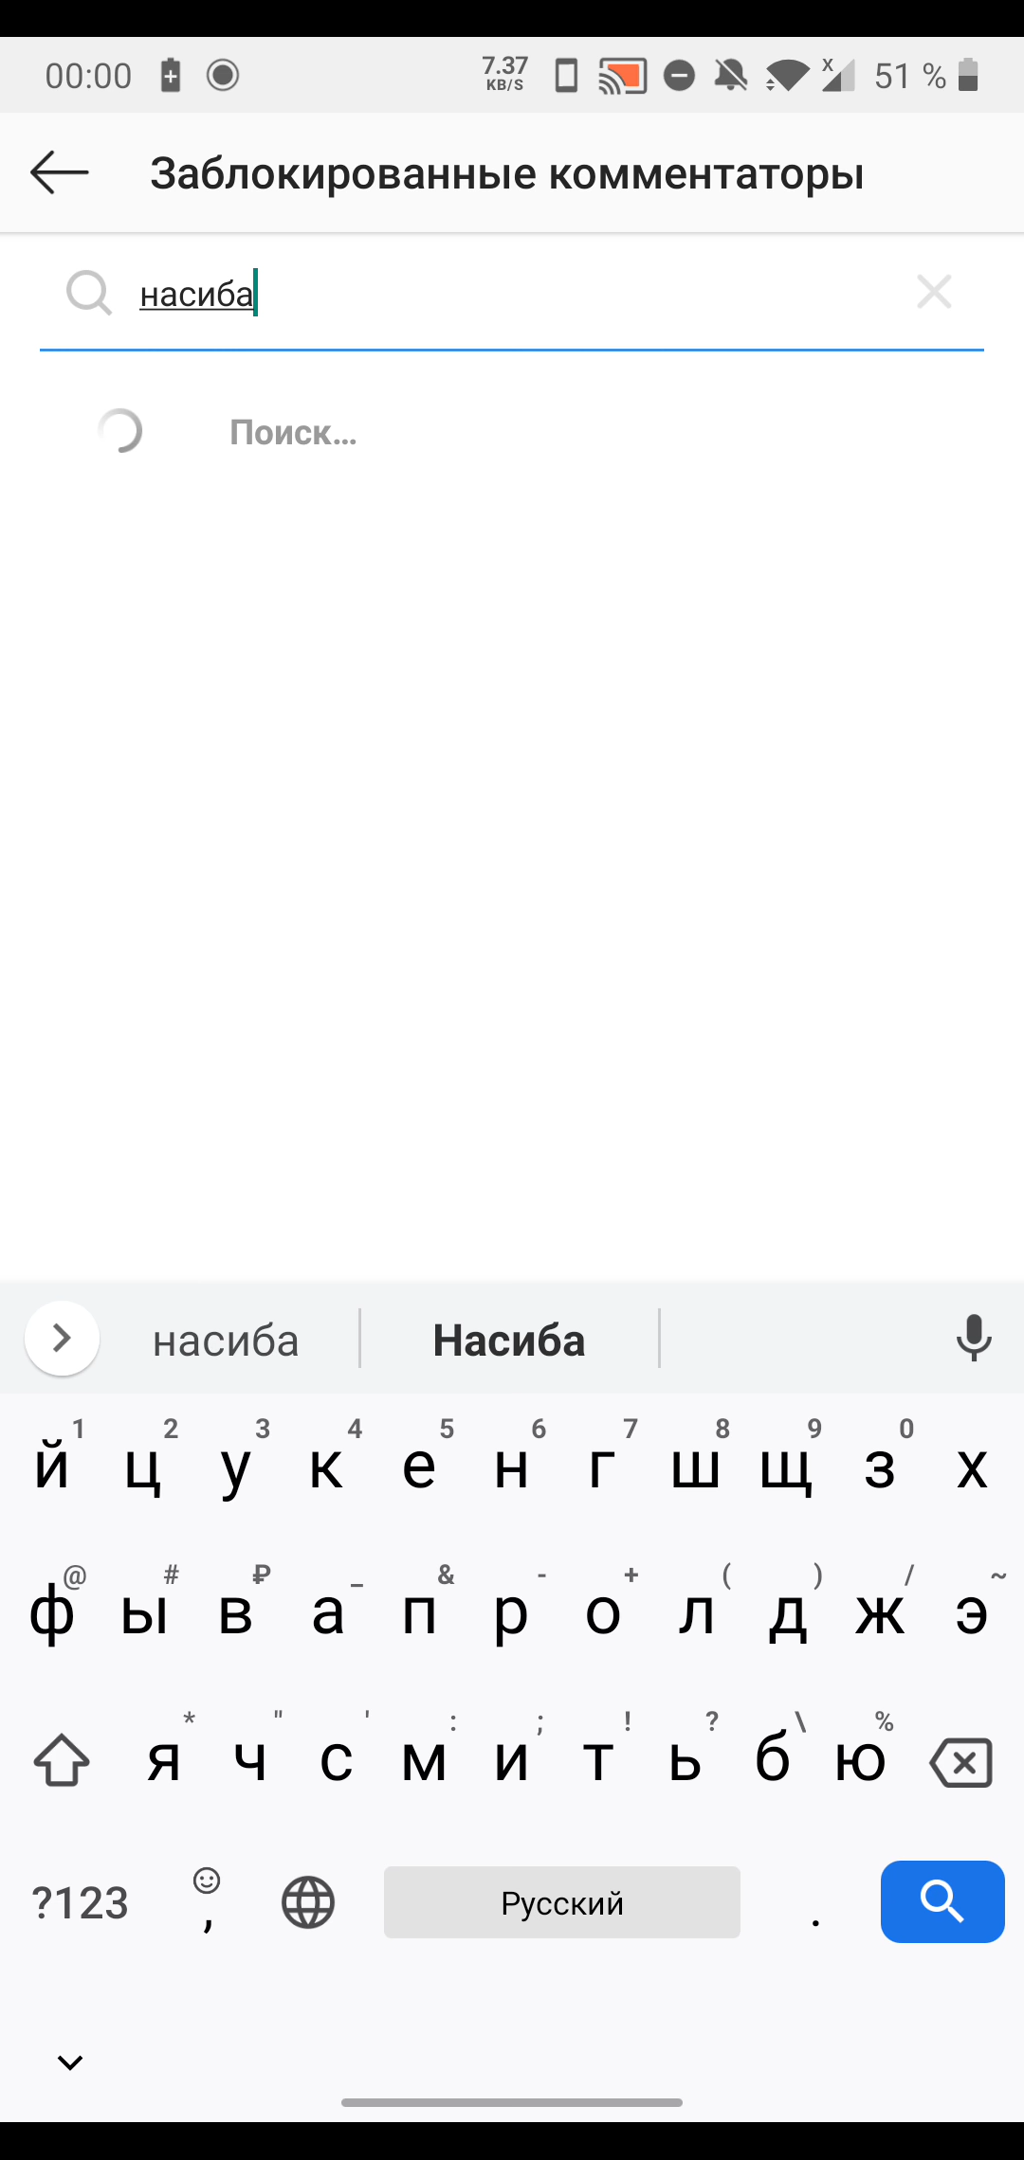 00:00 7.37 KB/S X 51 %
Заблокированные комментаторы
насиба
Поиск...
насиба Насиба
1 2 3 4 5 6 7 8 9 0
й ц у к е н г ш щ з х
@ # ₽ _ & - + ( ) / ~
ф ы в а п р о л д ж э
* " ' : ; ! ? \ %
я ч с м и т ь б ю
?123 , Русский .